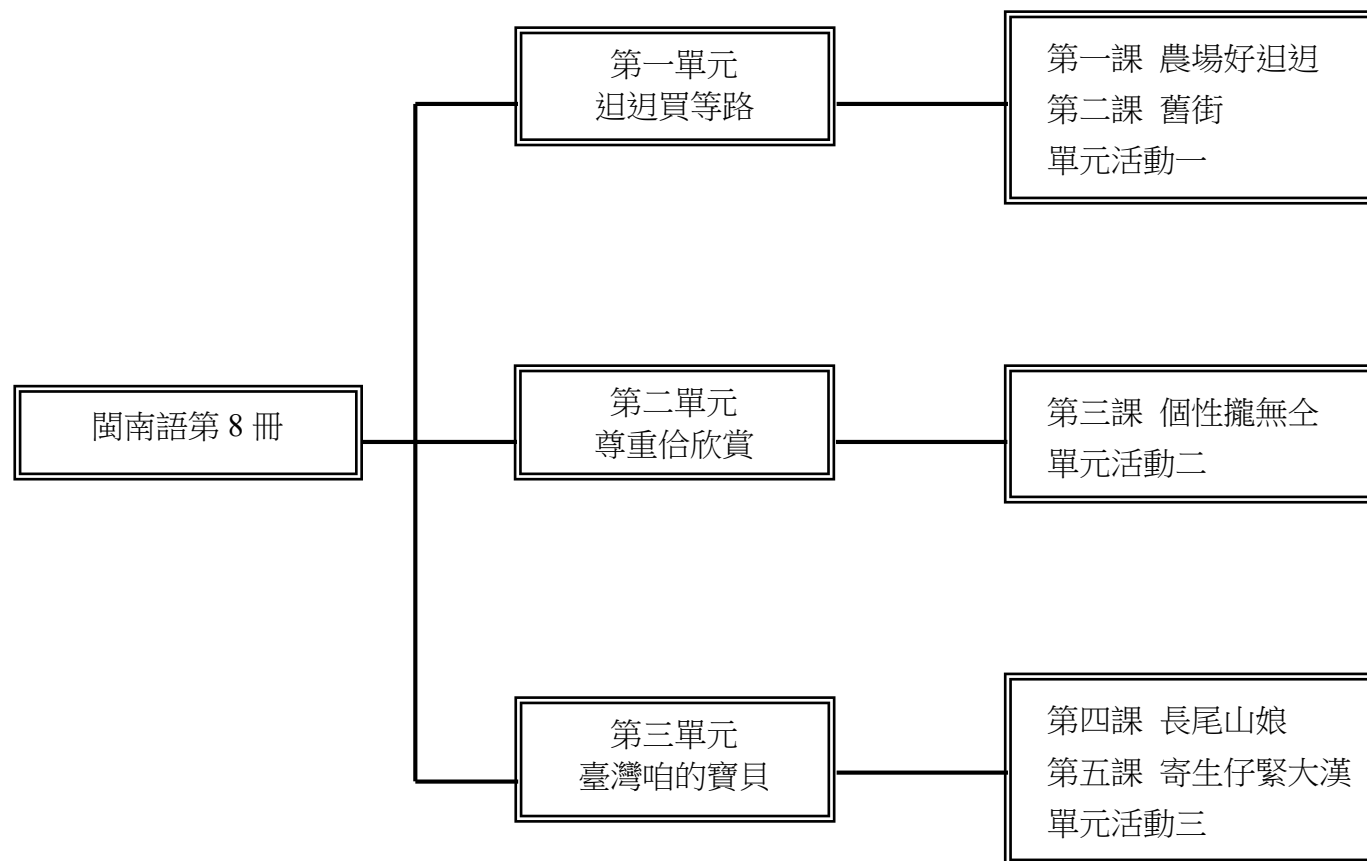 閩南語第 8 冊
第一單元
𨑨迌買等路
第一課 農場好𨑨迌
第二課 舊街
單元活動一
第二單元
尊重佮欣賞
第三課 個性攏無仝
單元活動二
第三單元
臺灣咱的寶貝
第四課 長尾山娘
第五課 寄生仔緊大漢
單元活動三